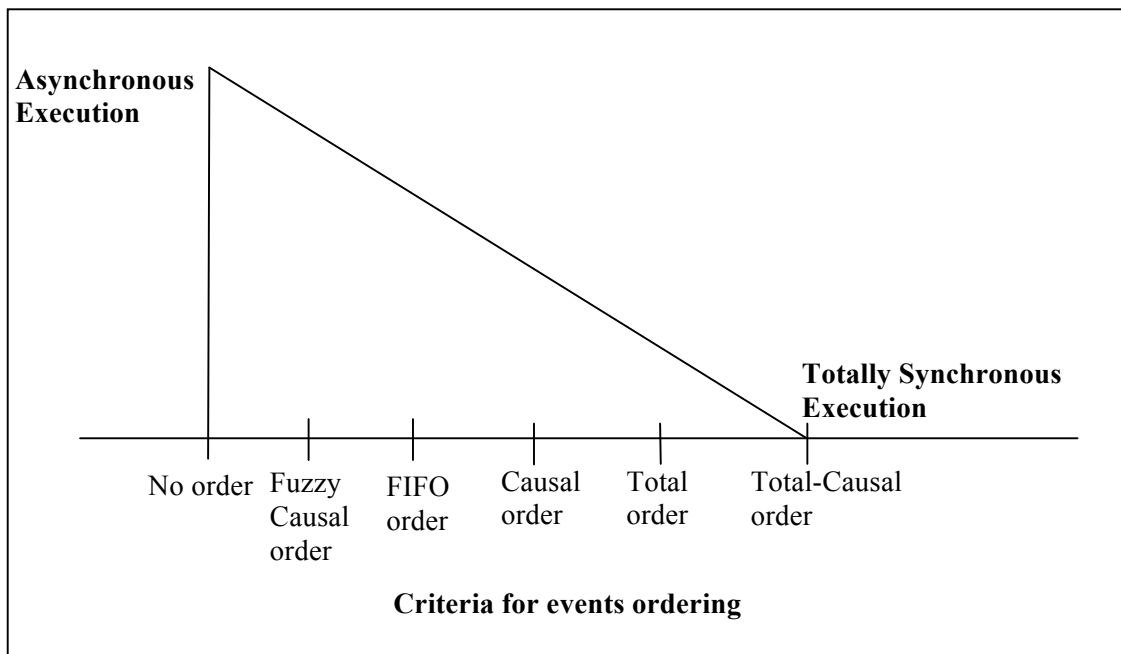 Asynchronous
Execution
Totally Synchronous
Execution
No order
Fuzzy
Causal
order
FIFO
order
Causal
order
Total
order
Total-Causal
order
Criteria for events ordering